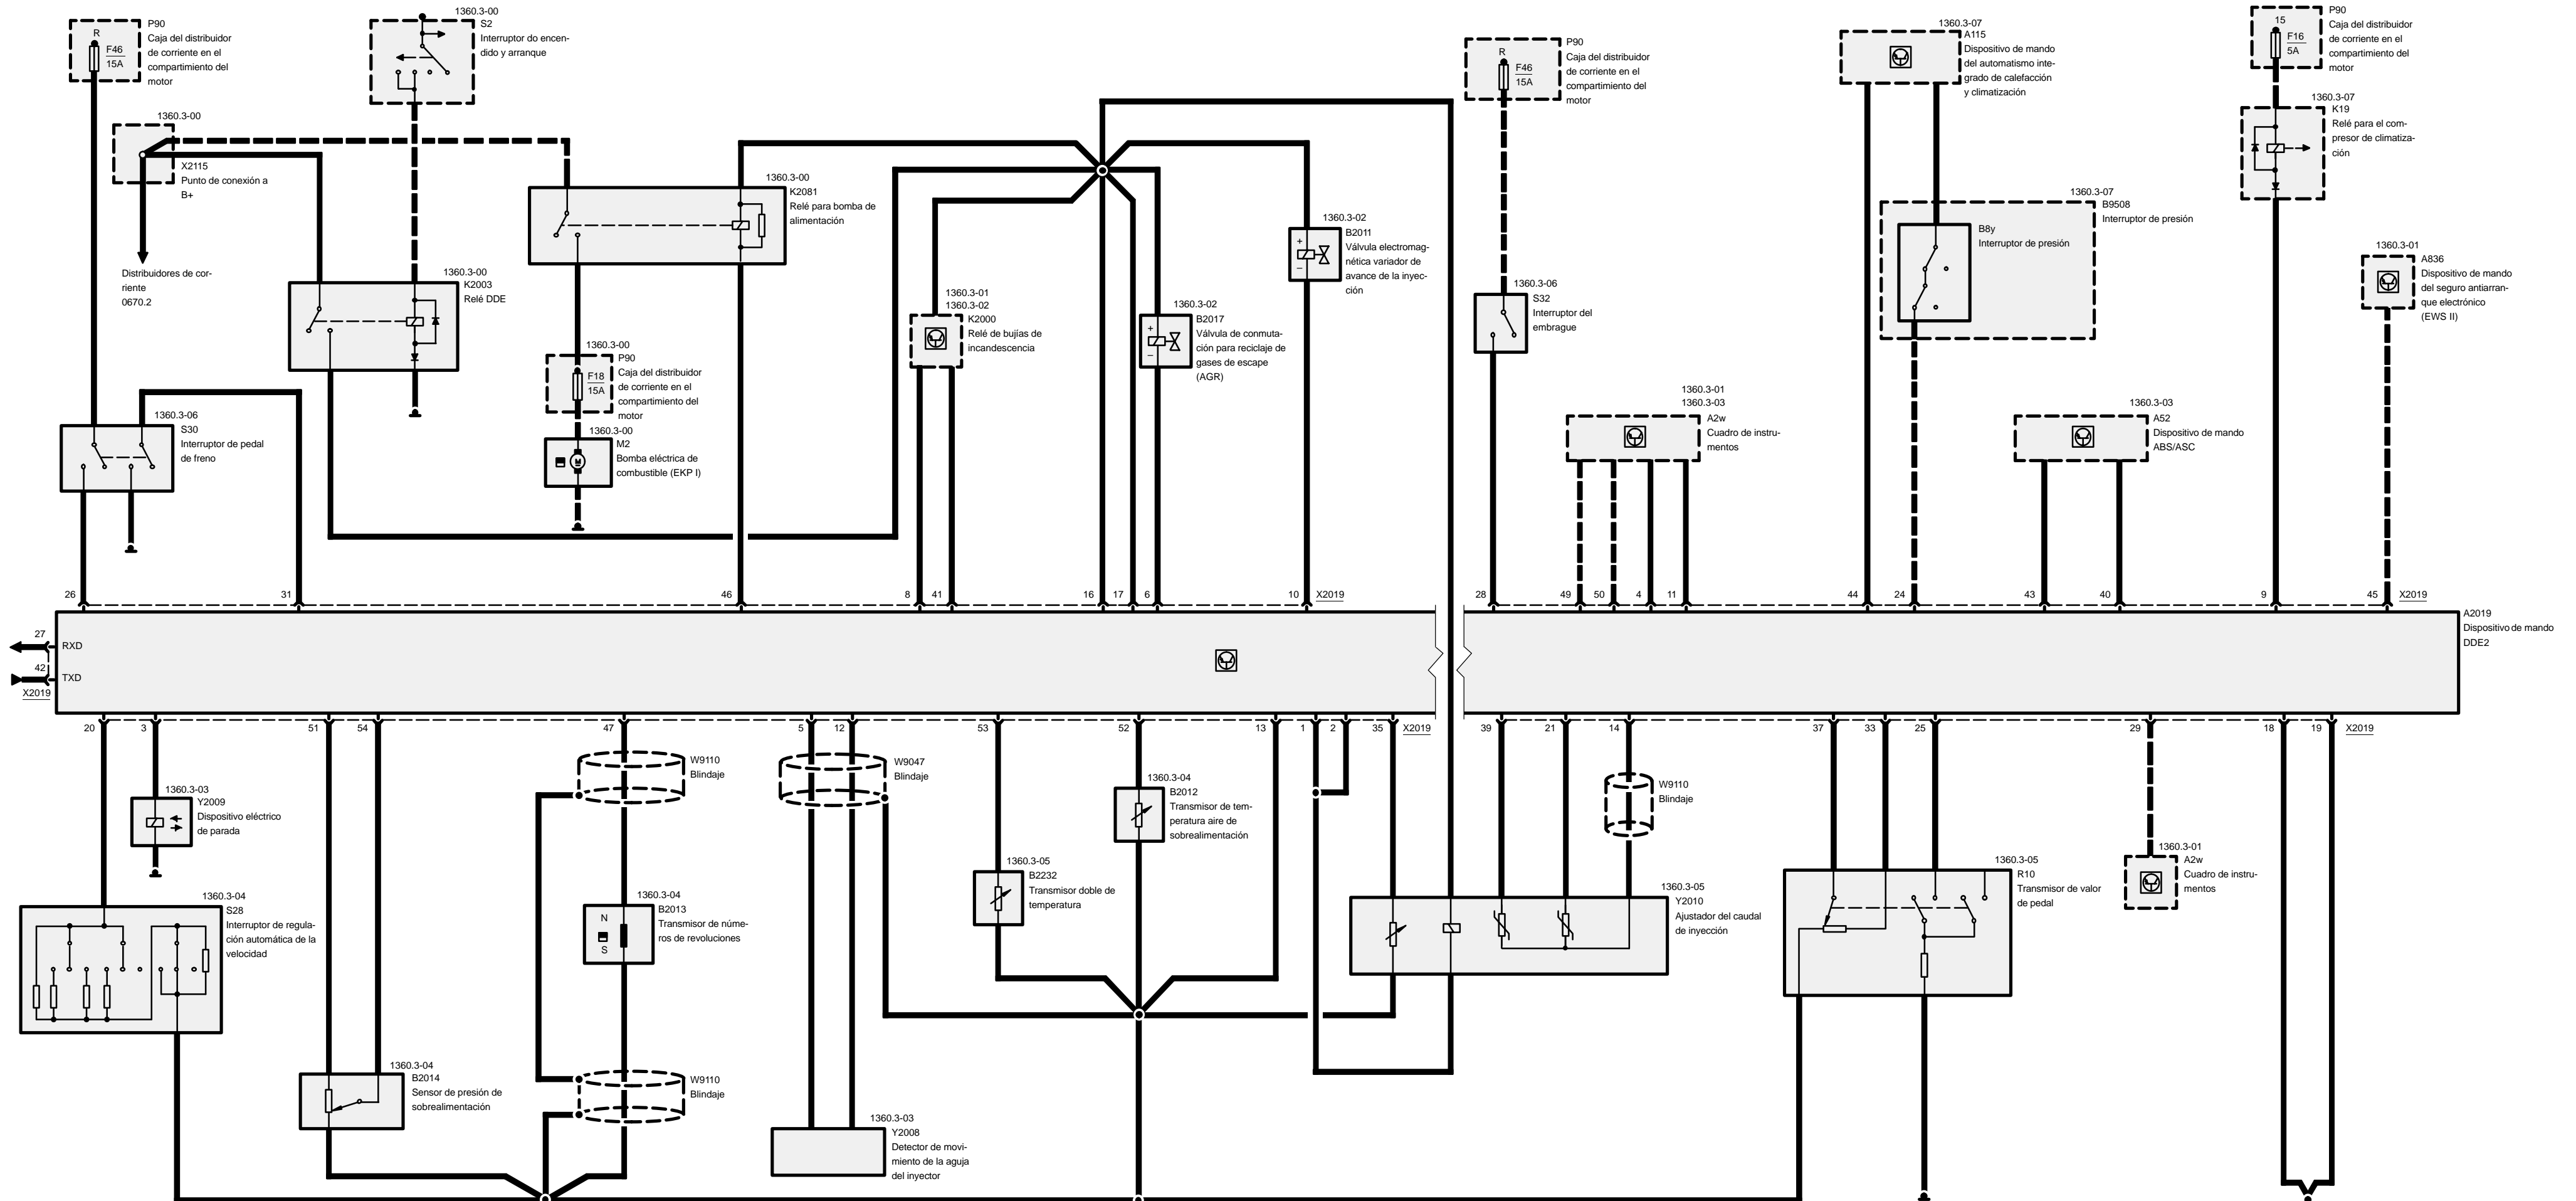 P90
Caja del distribuidor
de corriente en el
compartimiento del
motor
R
F46
15A
1360.3-00
S2
Interruptor do encen-
dido y arranque
1360.3-00
X2115
Punto de conexión a
B+
Distribuidores de cor-
riente
0670.2
1360.3-00
K2003
Relé DDE
1360.3-00
K2081
Relé para bomba de
alimentación
1360.3-00
P90
Caja del distribuidor
de corriente en el
compartimiento del
motor
F18
15A
1360.3-00
M2
Bomba eléctrica de
combustible (EKP I)
M
1360.3-06
S30
Interruptor de pedal
de freno
1360.3-01
1360.3-02
K2000
Relé de bujías de
incandescencia
1360.3-02
B2017
Válvula de conmuta-
ción para reciclaje de
gases de escape
(AGR)
+
–
1360.3-02
B2011
Válvula electromag-
nética variador de
avance de la inyec-
ción
+
–
P90
Caja del distribuidor
de corriente en el
compartimiento del
motor
R
F46
15A
1360.3-06
S32
Interruptor del
embrague
1360.3-01
1360.3-03
A2w
Cuadro de instru-
mentos
1360.3-07
A115
Dispositivo de mando
del automatismo inte-
grado de calefacción
y climatización
1360.3-07
B9508
Interruptor de presión
B8y
Interruptor de presión
1360.3-03
A52
Dispositivo de mando
ABS/ASC
P90
Caja del distribuidor
de corriente en el
compartimiento del
motor
15
F16
5A
1360.3-07
K19
Relé para el com-
presor de climatiza-
ción
1360.3-01
A836
Dispositivo de mando
del seguro antiarran-
que electrónico
(EWS II)
26 31 46 8 41 16 17 6 10 X2019 28 49 50 4 11 44 24 43 40 9 45 X2019
A2019
Dispositivo de mando
DDE2
27
RXD
42
TXD
X2019
20 3 51 54 47 5 12 53 52 13 1 2 35 X2019 39 21 14 37 33 25 29 18 19 X2019
1360.3-03
Y2009
Dispositivo eléctrico
de parada
1360.3-04
S28
Interruptor de regula-
ción automática de la
velocidad
1360.3-04
B2014
Sensor de presión de
sobrealimentación
W9110
Blindaje
1360.3-04
B2013
Transmisor de núme-
ros de revoluciones
N
S
W9110
Blindaje
W9047
Blindaje
1360.3-03
Y2008
Detector de movi-
miento de la aguja
del inyector
1360.3-05
B2232
Transmisor doble de
temperatura
1360.3-04
B2012
Transmisor de tem-
peratura aire de
sobrealimentación
W9110
Blindaje
1360.3-05
Y2010
Ajustador del caudal
de inyección
1360.3-05
R10
Transmisor de valor
de pedal
1360.3-01
A2w
Cuadro de instru-
mentos